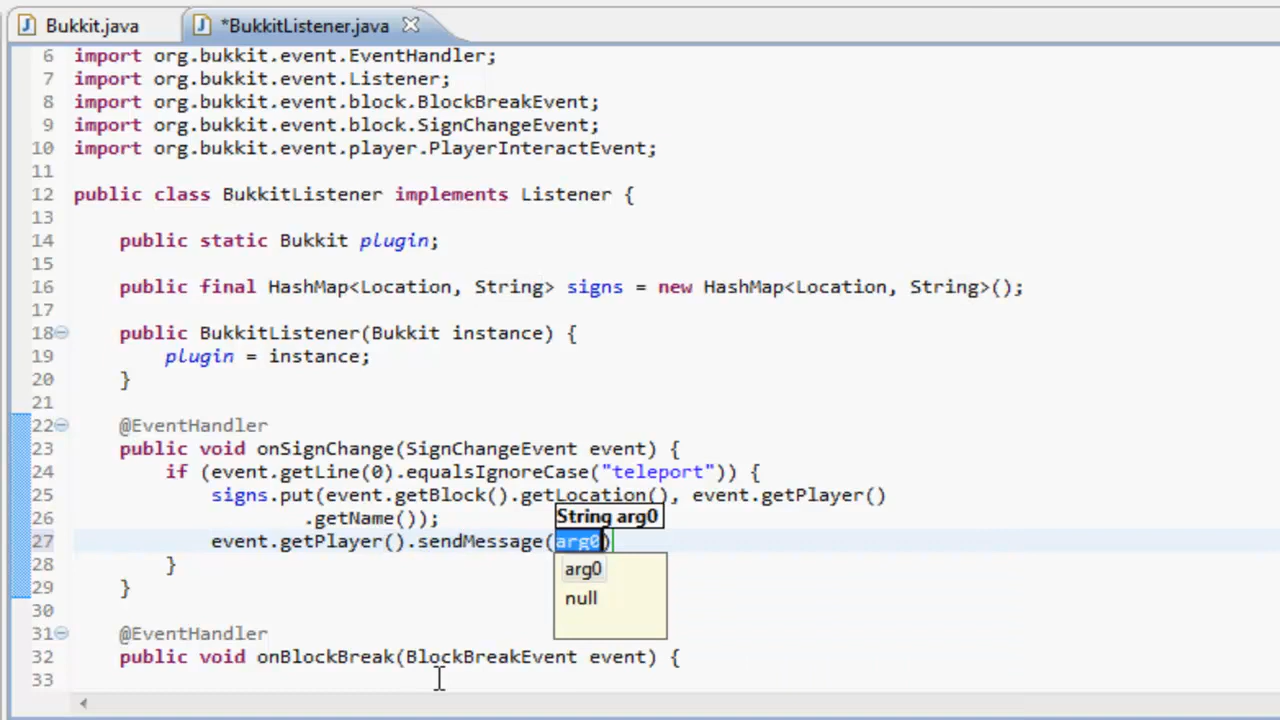 Bukkit.java *BukkitListener.java
6 import org.bukkit.event.EventHandler;
7 import org.bukkit.event.Listener;
8 import org.bukkit.event.block.BlockBreakEvent;
9 import org.bukkit.event.block.SignChangeEvent;
10 import org.bukkit.event.player.PlayerInteractEvent;
11
12 public class BukkitListener implements Listener {
13
14 public static Bukkit plugin;
15
16 public final HashMap<Location, String> signs = new HashMap<Location, String>();
17
18 public BukkitListener(Bukkit instance) {
19 plugin = instance;
20 }
21
22 @EventHandler
23 public void onSignChange(SignChangeEvent event) {
24 if (event.getLine(0).equalsIgnoreCase("teleport")) {
25 signs.put(event.getBlock().getLocation(), event.getPlayer()
26 .getName());
String arg0
27 event.getPlayer().sendMessage(arg0)
arg0
28 }
null
29 }
30
31 @EventHandler
32 public void onBlockBreak(BlockBreakEvent event) {
33